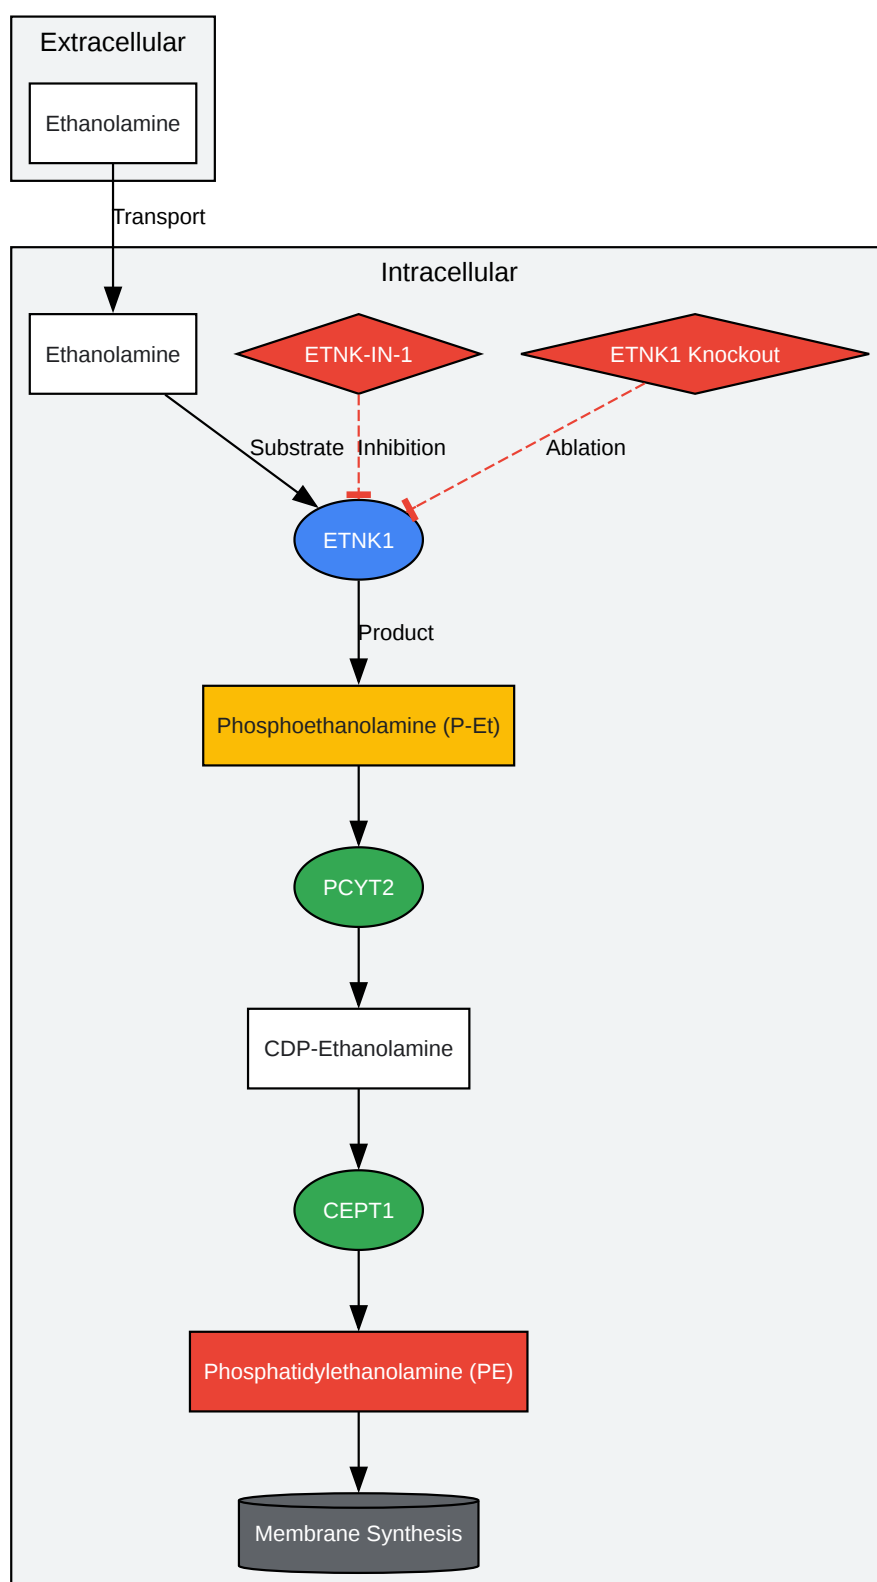 Extracellular
Ethanolamine
Transport
Intracellular
Ethanolamine
ETNK-IN-1
ETNK1 Knockout
Substrate
Inhibition
Ablation
ETNK1
Product
Phosphoethanolamine (P-Et)
PCYT2
CDP-Ethanolamine
CEPT1
Phosphatidylethanolamine (PE)
Membrane Synthesis